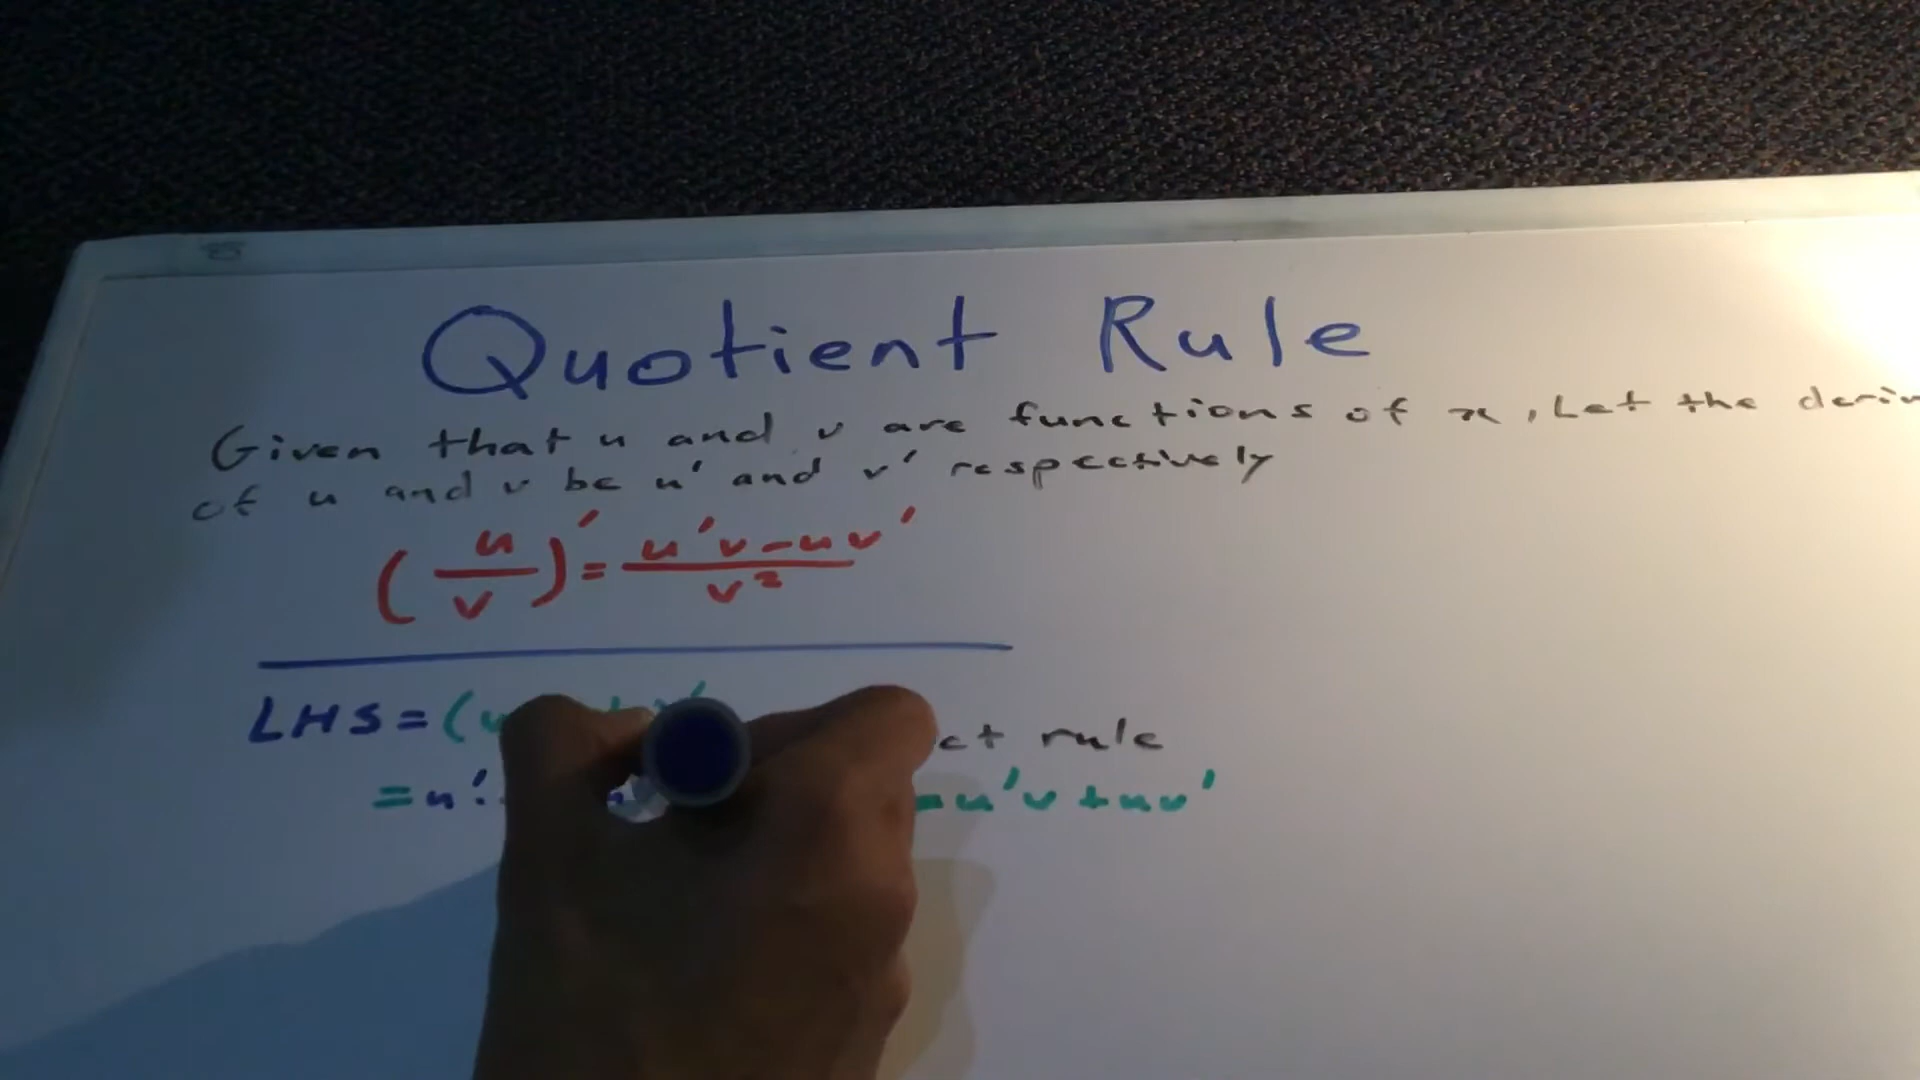 Quotient Rule
Given that u and v are functions of x, Let the
of u and v be u' and v' respectively
(u/v)' = u'v-uv'/v²
LHS = (u
rule
= u'
= u'v + uv'